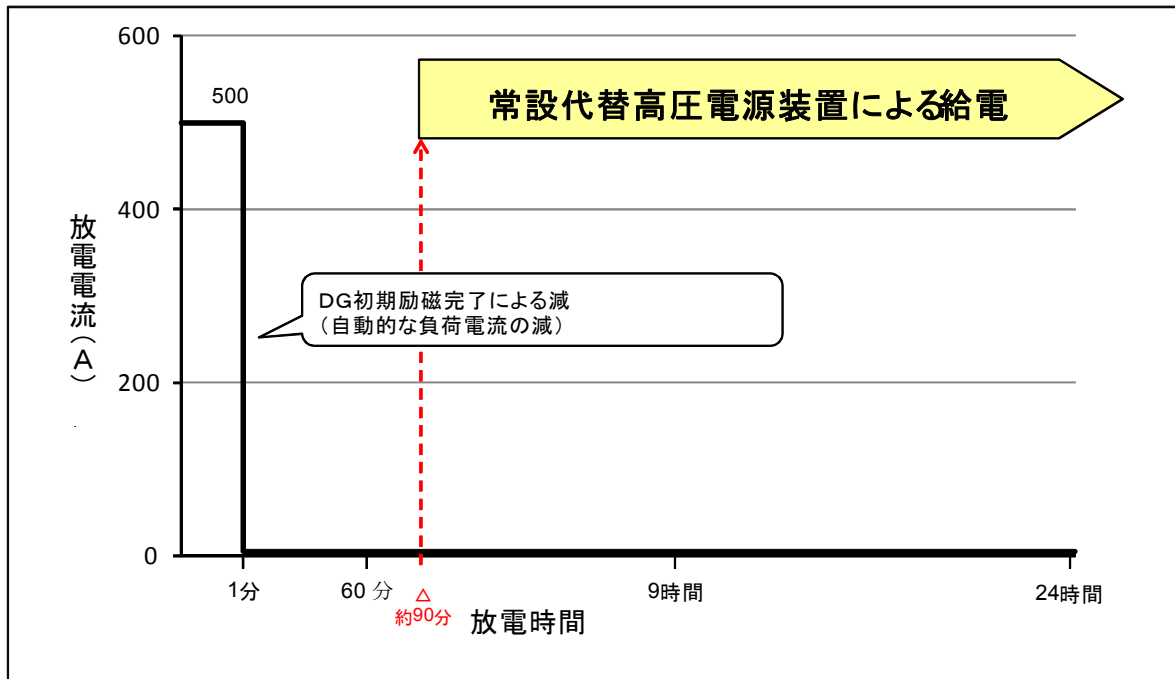 600
500
常設代替高圧電源装置による給電
400
放電電流(A)
DG初期励磁完了による減
(自動的な負荷電流の減)
200
0
1分
60 分
△
約90分
9時間
24時間
放電時間